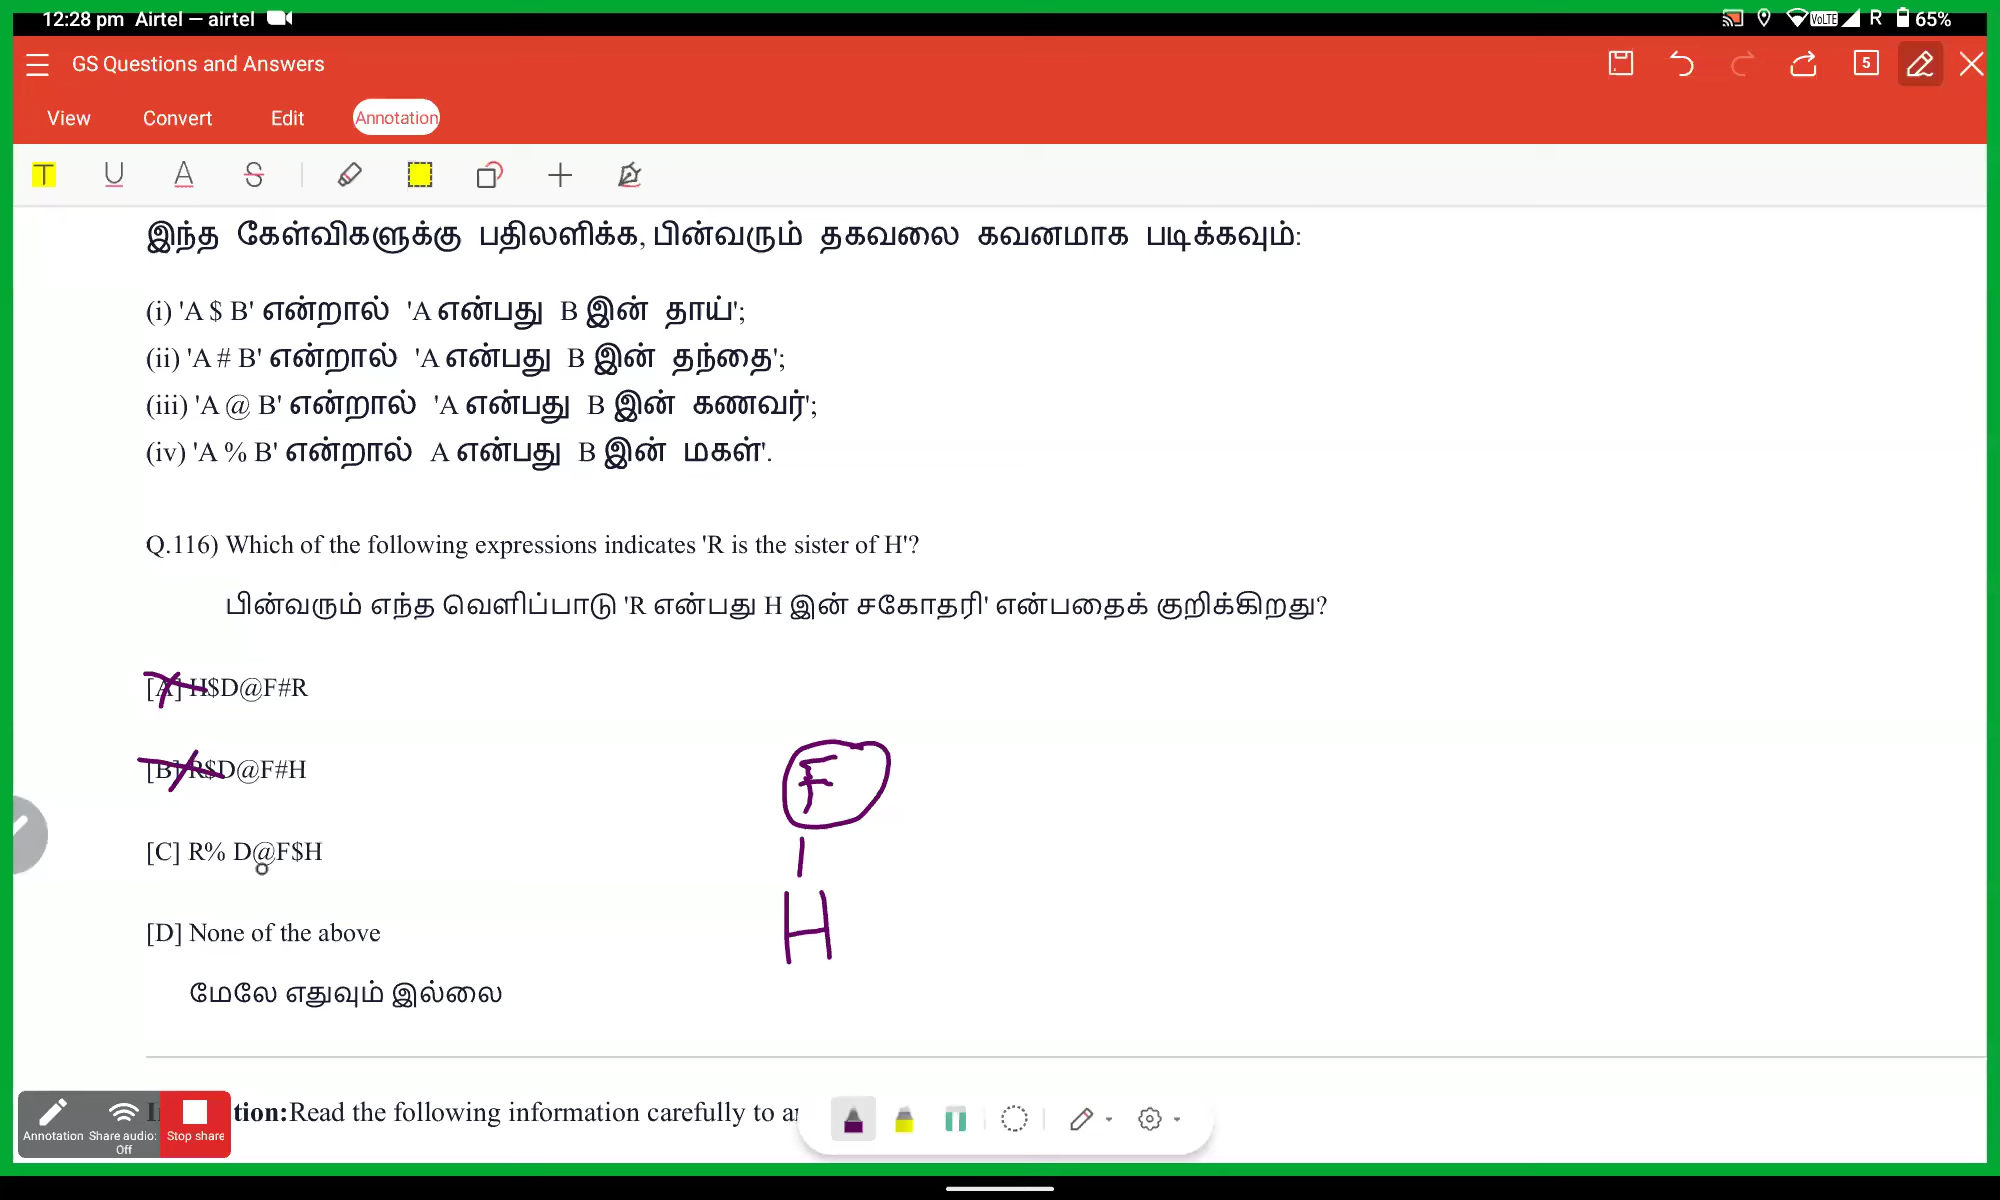 12:28 pm Airtel — airtel VoLTE R 65%
GS Questions and Answers 5
View Convert Edit Annotation
T U A S
இந்த கேள்விகளுக்கு பதிலளிக்க, பின்வரும் தகவலை கவனமாக படிக்கவும்:
(i) 'A $ B' என்றால் 'A என்பது B இன் தாய்';
(ii) 'A # B' என்றால் 'A என்பது B இன் தந்தை';
(iii) 'A @ B' என்றால் 'A என்பது B இன் கணவர்';
(iv) 'A % B' என்றால் A என்பது B இன் மகள்'.
Q.116) Which of the following expressions indicates 'R is the sister of H'?
பின்வரும் எந்த வெளிப்பாடு 'R என்பது H இன் சகோதரி' என்பதைக் குறிக்கிறது?
[A] H$D@F#R
[B] R$D@F#H
F
[C] R% D@F$H
H
[D] None of the above
மேலே எதுவும் இல்லை
tion:Read the following information carefully to
Annotation Share audio: Off Stop share